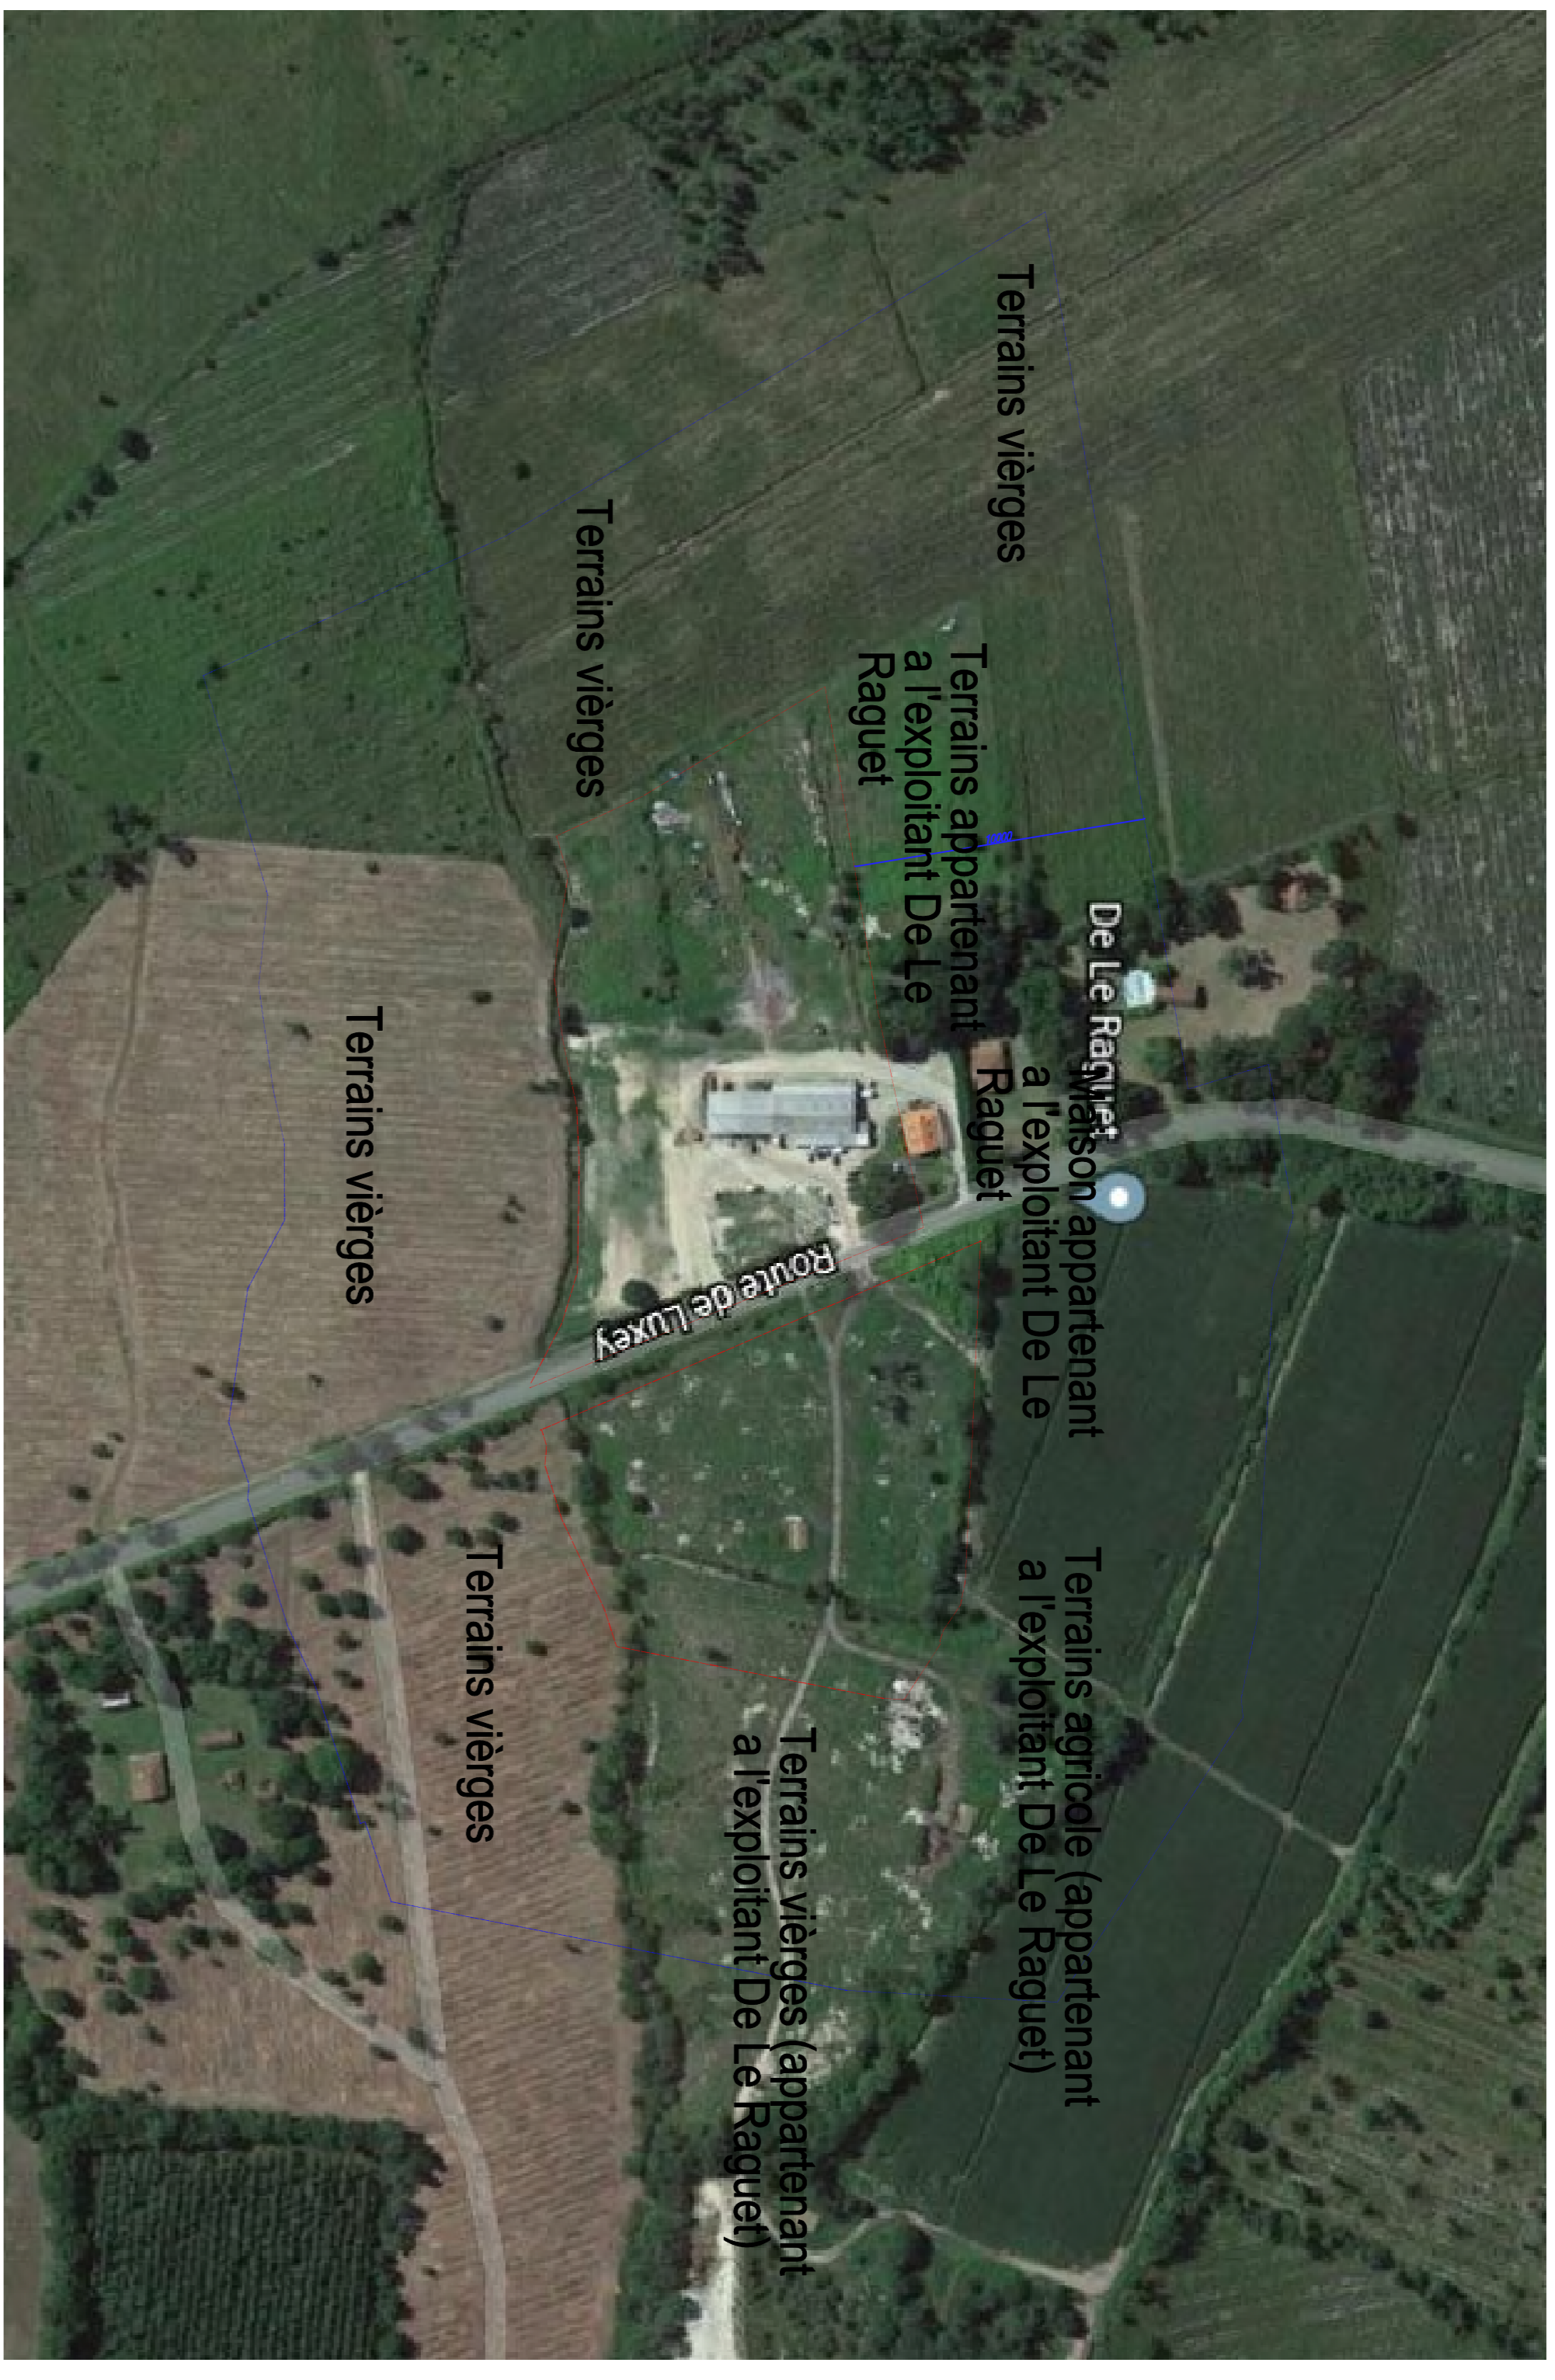 Terrains vièrges
Terrains appartenant
a l'exploitant De Le
Raguet
10000
De Le Raguet
Maison appartenant
a l'exploitant De Le
Raguet
Terrains agricole (appartenant
a l'exploitant De Le Raguet)
Terrains vièrges
Route de Luxey
Terrains vièrges (appartenant
a l'exploitant De Le Raguet)
Terrains vièrges
Terrains vièrges